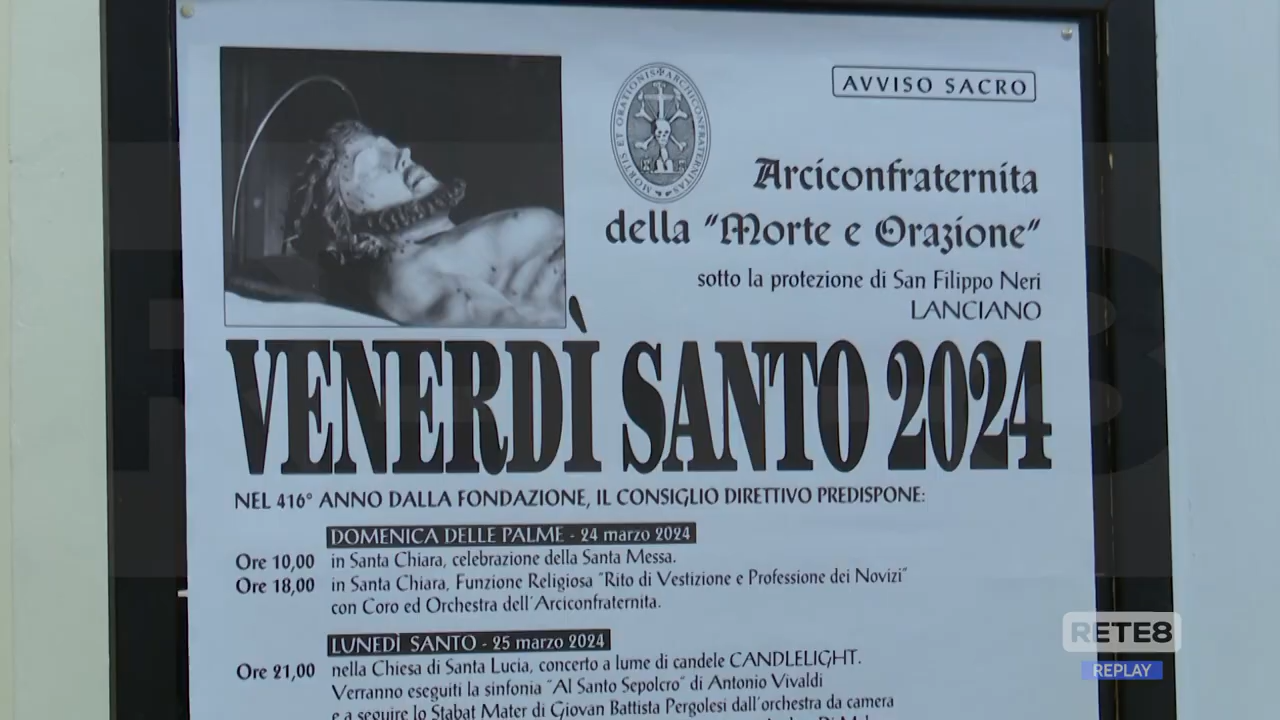 AVVISO SACRO
MORTIS ET ORATIONIS ARCHICONFRATERNITAS
Arciconfraternita
della "Morte e Orazione"
sotto la protezione di San Filippo Neri
LANCIANO
VENERDÌ SANTO 2024
NEL 416° ANNO DALLA FONDAZIONE, IL CONSIGLIO DIRETTIVO PREDISPONE:
DOMENICA DELLE PALME - 24 marzo 2024
Ore 10,00 in Santa Chiara, celebrazione della Santa Messa.
Ore 18,00 in Santa Chiara, Funzione Religiosa "Rito di Vestizione e Professione dei Novizi"
con Coro ed Orchestra dell'Arciconfraternita.
LUNEDÌ SANTO - 25 marzo 2024
Ore 21,00 nella Chiesa di Santa Lucia, concerto a lume di candele CANDLELIGHT.
Verranno eseguiti la sinfonia "Al Santo Sepolcro" di Antonio Vivaldi
e a seguire lo Stabat Mater di Giovan Battista Pergolesi dall'orchestra da camera
RETE8
REPLAY